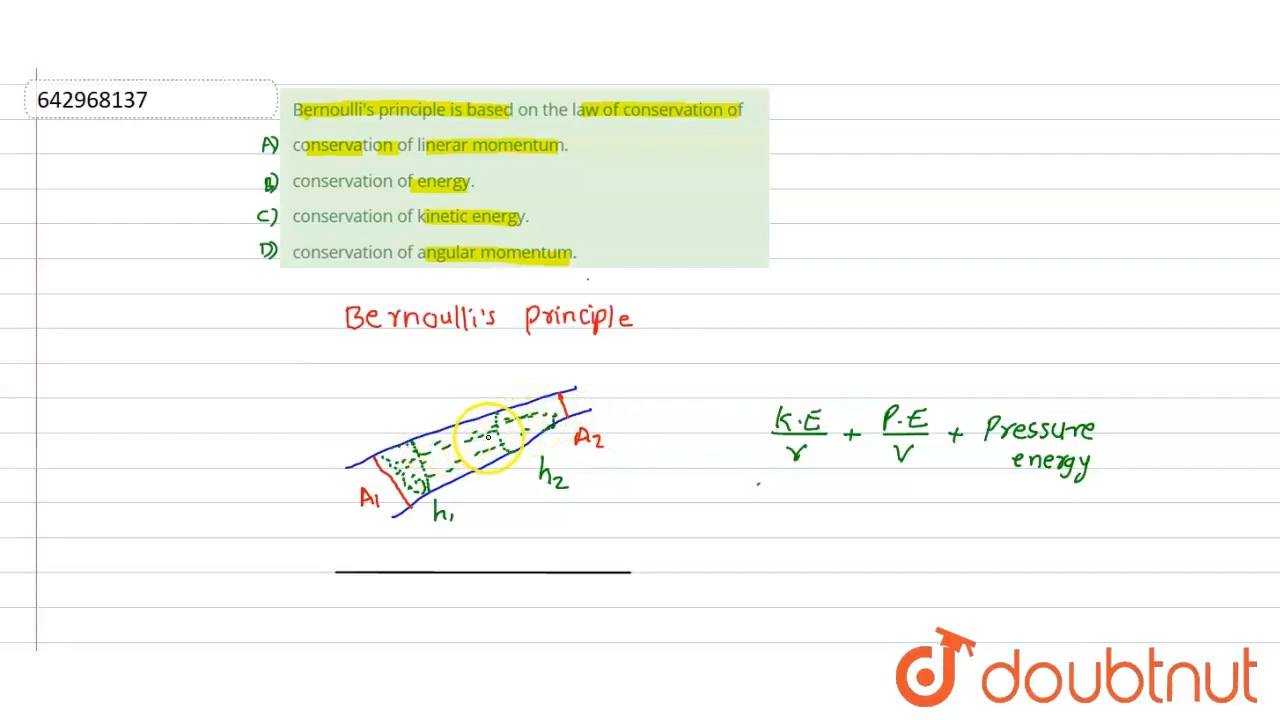 642968137
Bernoulli's principle is based on the law of conservation of
A) conservation of linerar momentum.
B) conservation of energy.
C) conservation of kinetic energy.
D) conservation of angular momentum.
Bernoulli's principle
A1 h1 h2 A2
K.E/v + P.E/V + Pressure energy
doubtnut